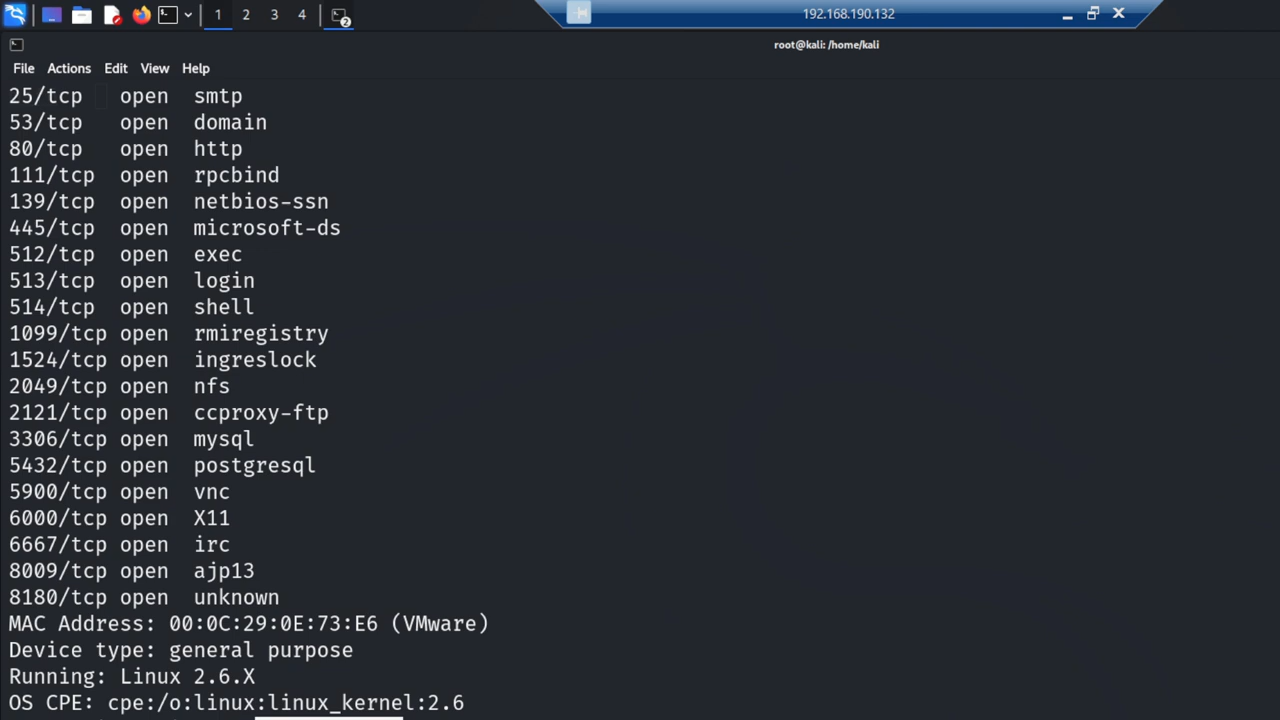 1 2 3 4 2
192.168.190.132
root@kali: /home/kali
File Actions Edit View Help
25/tcp open smtp
53/tcp open domain
80/tcp open http
111/tcp open rpcbind
139/tcp open netbios-ssn
445/tcp open microsoft-ds
512/tcp open exec
513/tcp open login
514/tcp open shell
1099/tcp open rmiregistry
1524/tcp open ingreslock
2049/tcp open nfs
2121/tcp open ccproxy-ftp
3306/tcp open mysql
5432/tcp open postgresql
5900/tcp open vnc
6000/tcp open X11
6667/tcp open irc
8009/tcp open ajp13
8180/tcp open unknown
MAC Address: 00:0C:29:0E:73:E6 (VMware)
Device type: general purpose
Running: Linux 2.6.X
OS CPE: cpe:/o:linux:linux_kernel:2.6